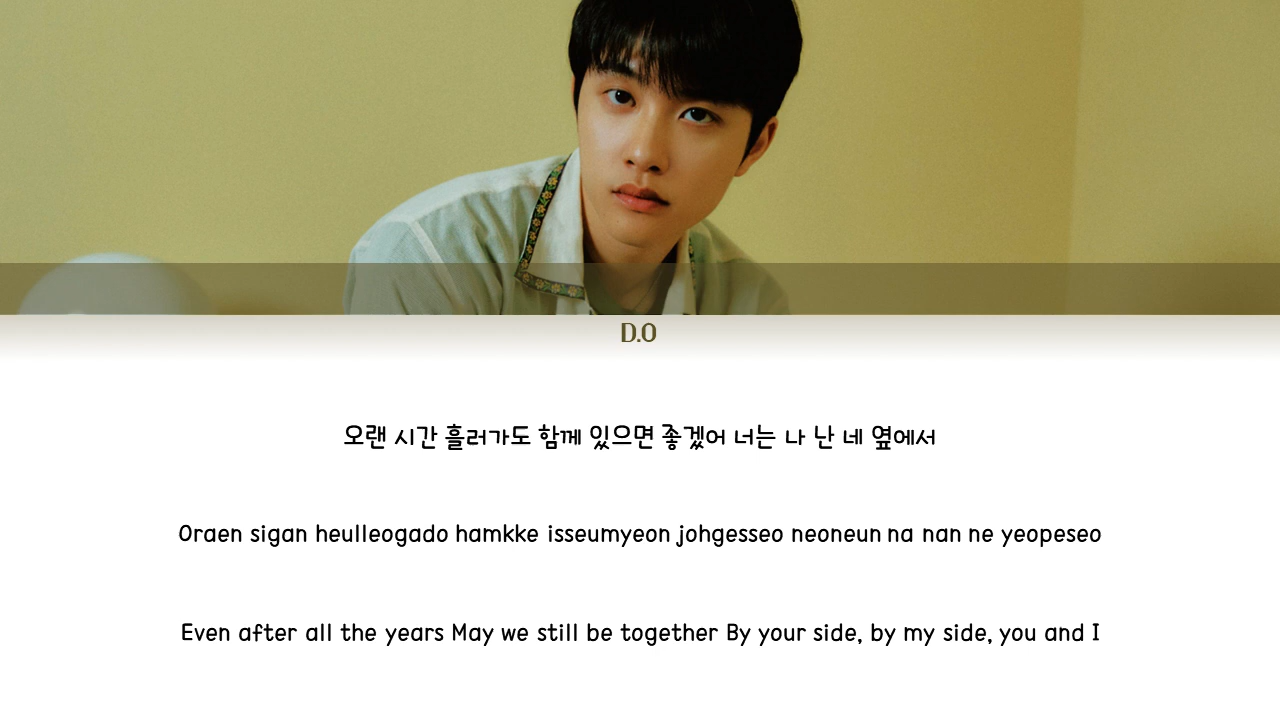 D.O
오랜 시간 흘러가도 함께 있으면 좋겠어 너는 나 난 네 옆에서
Oraen sigan heulleogado hamkke isseumyeon johgesseo neoneun na nan ne yeopeseo
Even after all the years May we still be together By your side, by my side, you and I